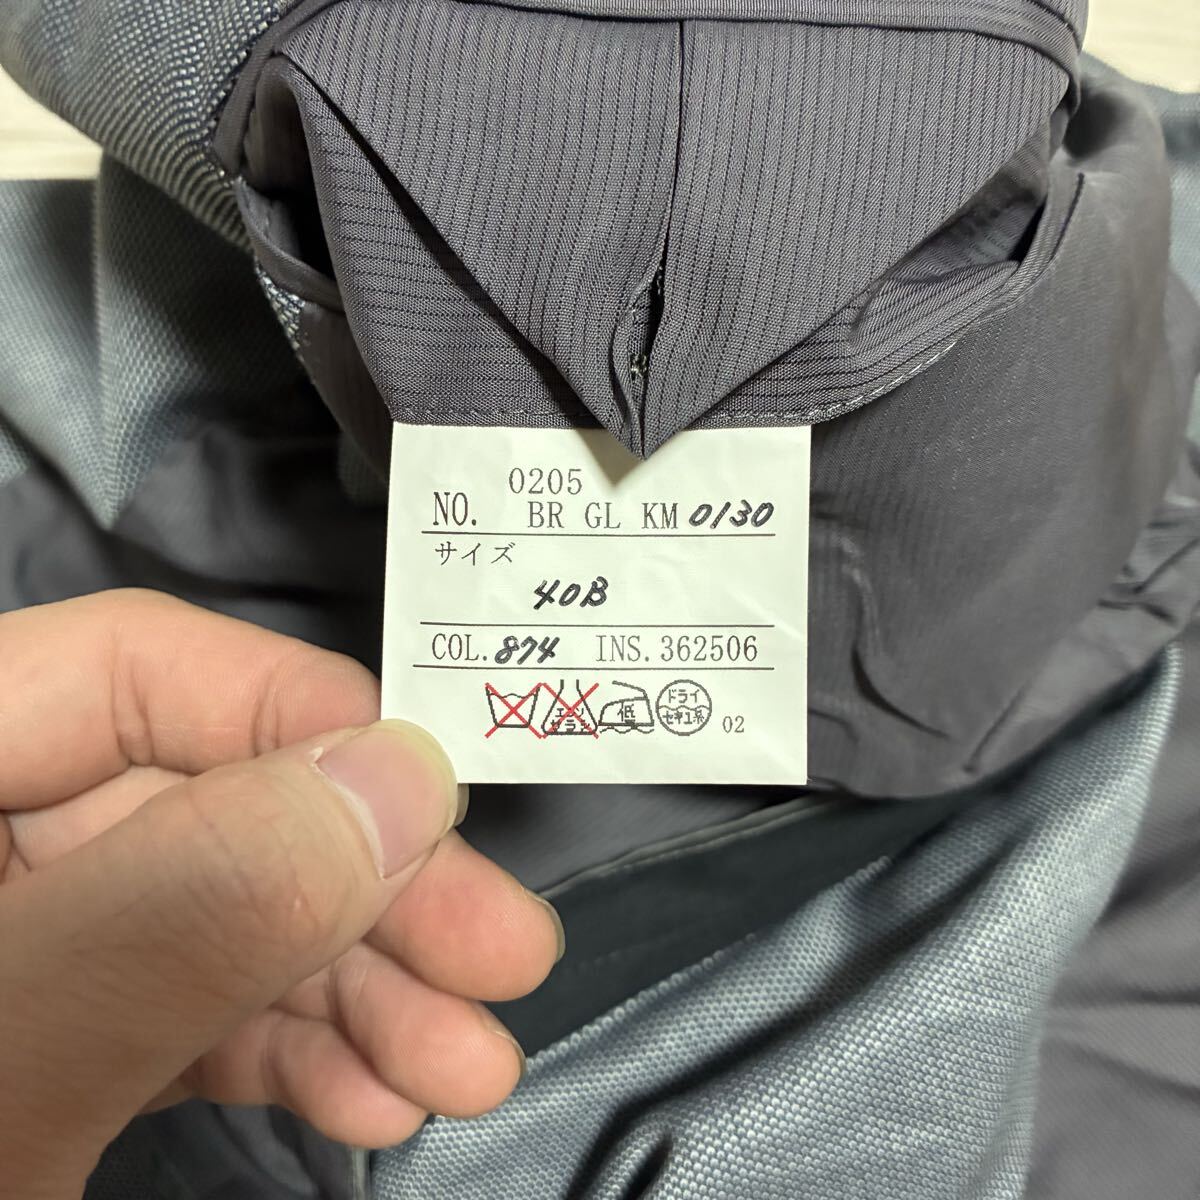 0205
NO. BR GL KM 0130
サイズ
40B
COL. 874 INS. 362506
エンソ
サラシ
低
ドライ
セキユ系
02